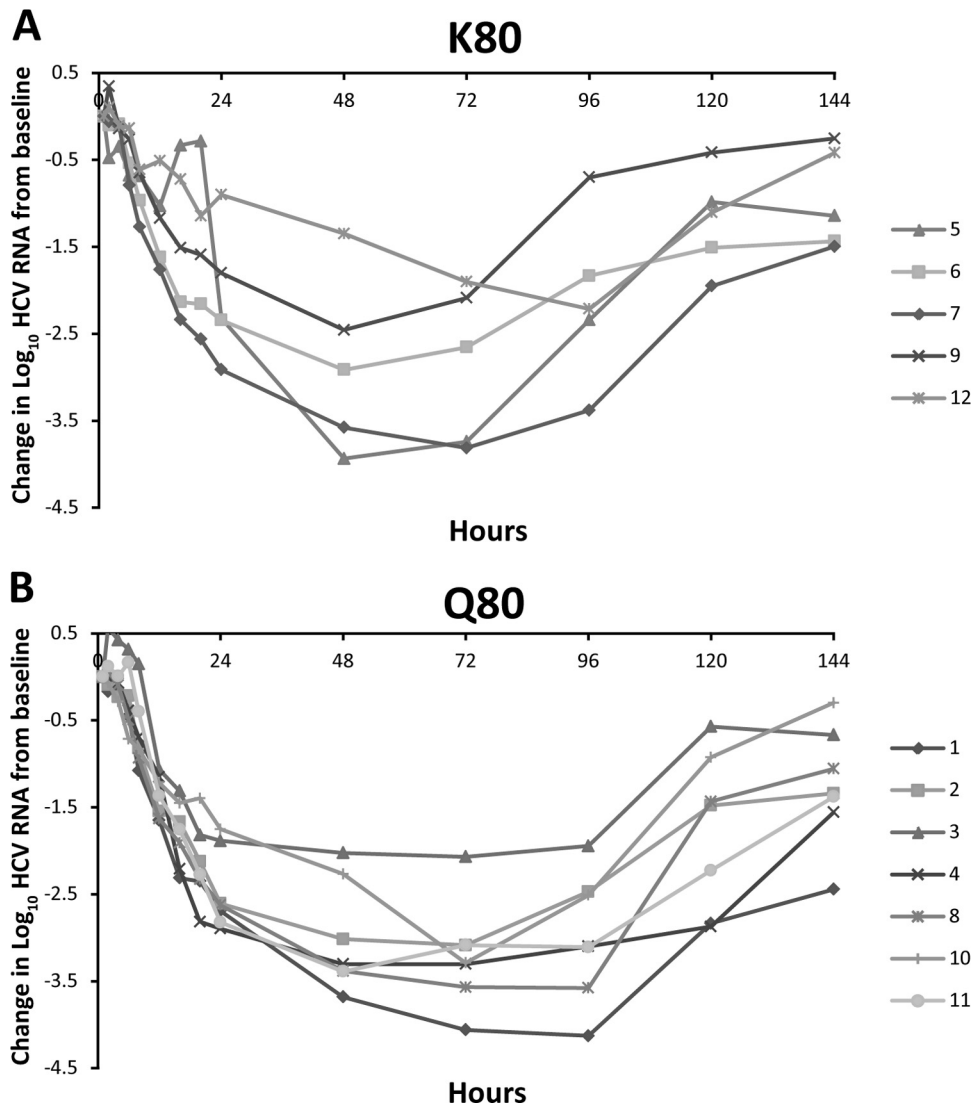 A
K80
0.5
0 24 48 72 96 120 144
-0.5
-1.5
-2.5
-3.5
-4.5
Change in Log₁₀ HCV RNA from baseline
Hours
5
6
7
9
12
B
Q80
0.5
0 24 48 72 96 120 144
-0.5
-1.5
-2.5
-3.5
-4.5
Change in Log₁₀ HCV RNA from baseline
Hours
1
2
3
4
8
10
11